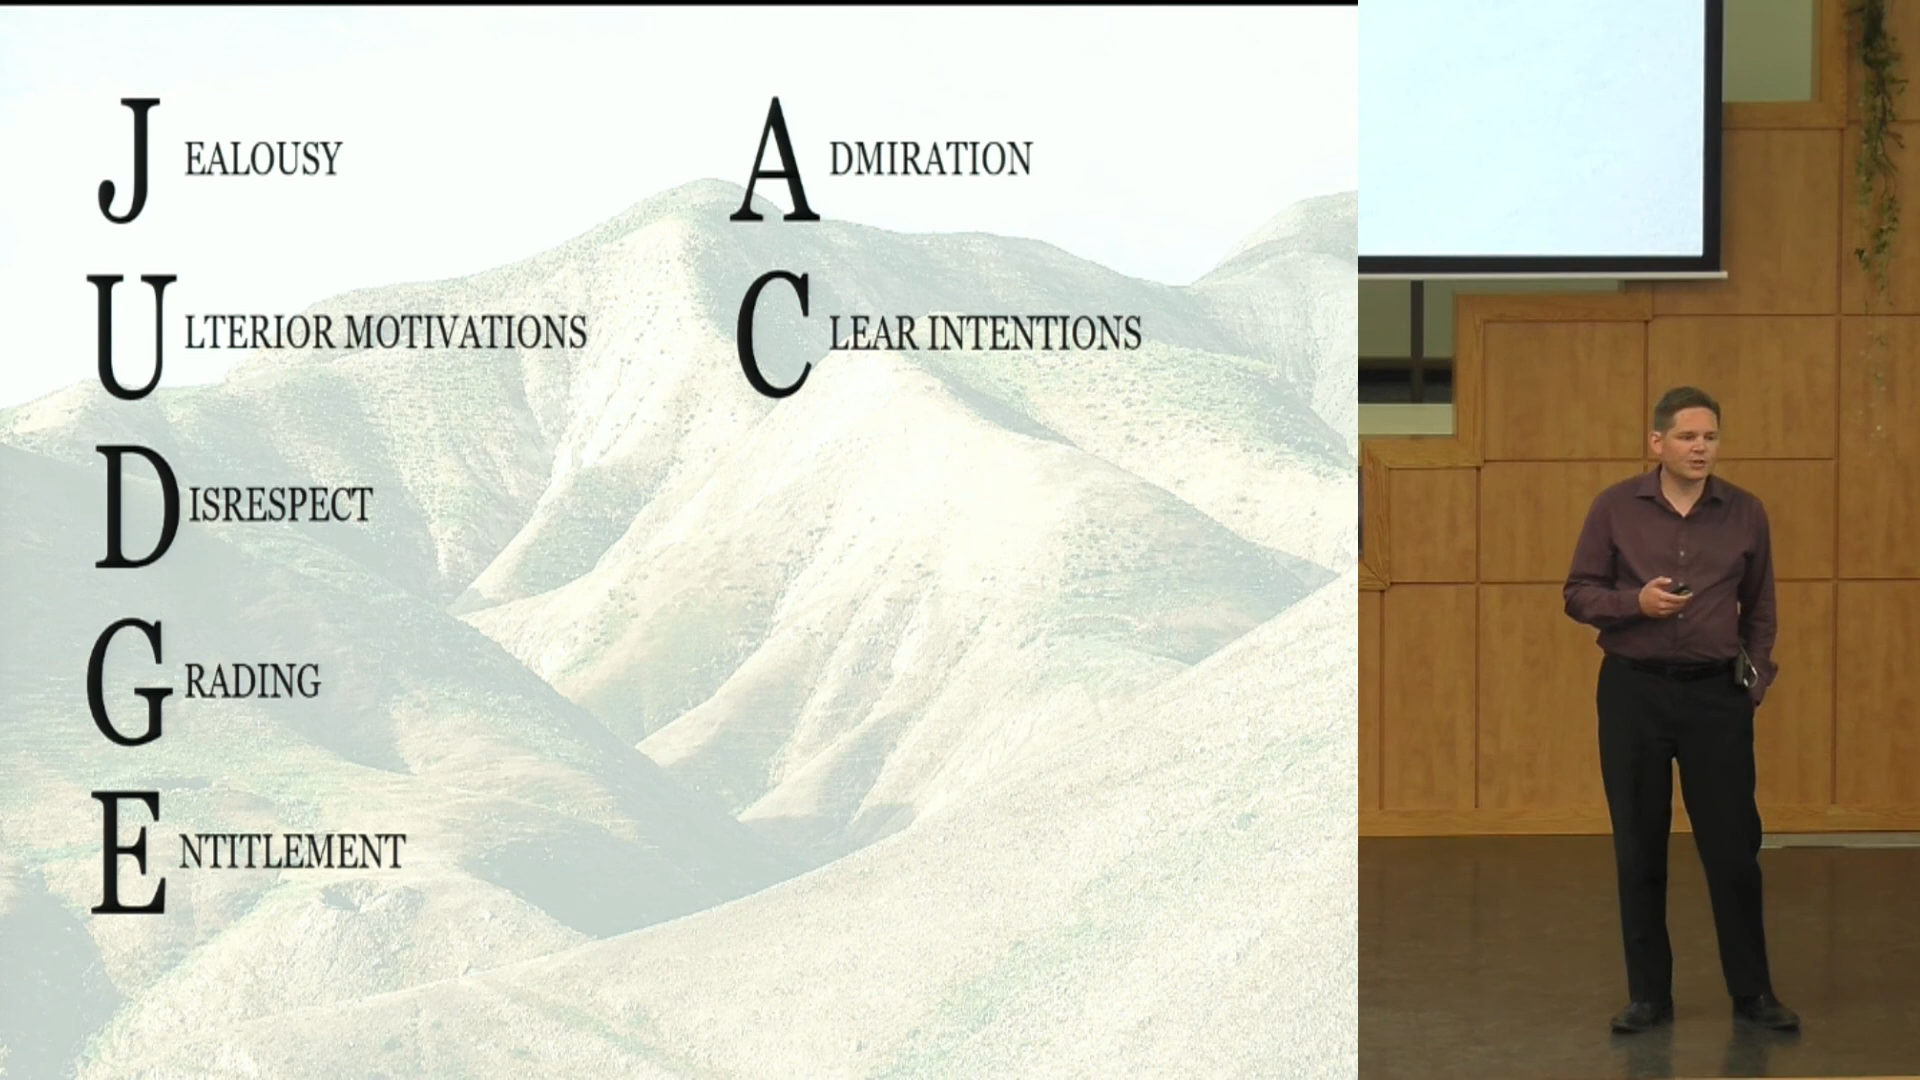 JEALOUSY
ULTERIOR MOTIVATIONS
DISRESPECT
GRADING
ENTITLEMENT
ADMIRATION
CLEAR INTENTIONS